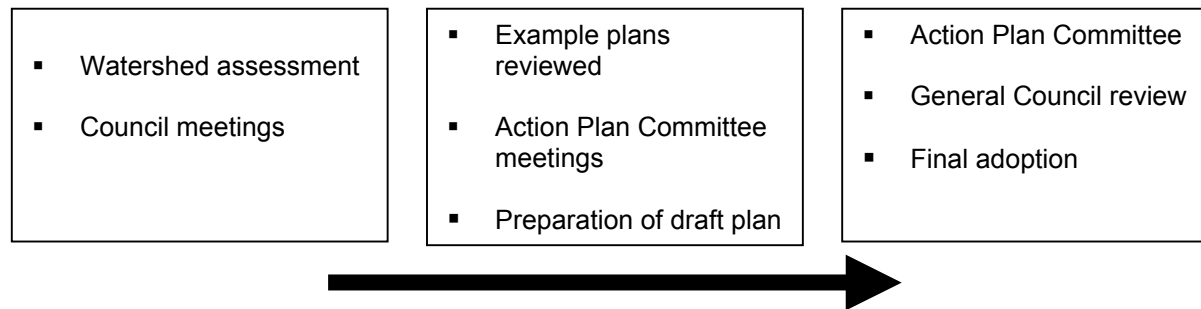 ▪ Watershed assessment
▪ Council meetings
▪ Example plans
reviewed
▪ Action Plan Committee
meetings
▪ Preparation of draft plan
▪ Action Plan Committee
▪ General Council review
▪ Final adoption